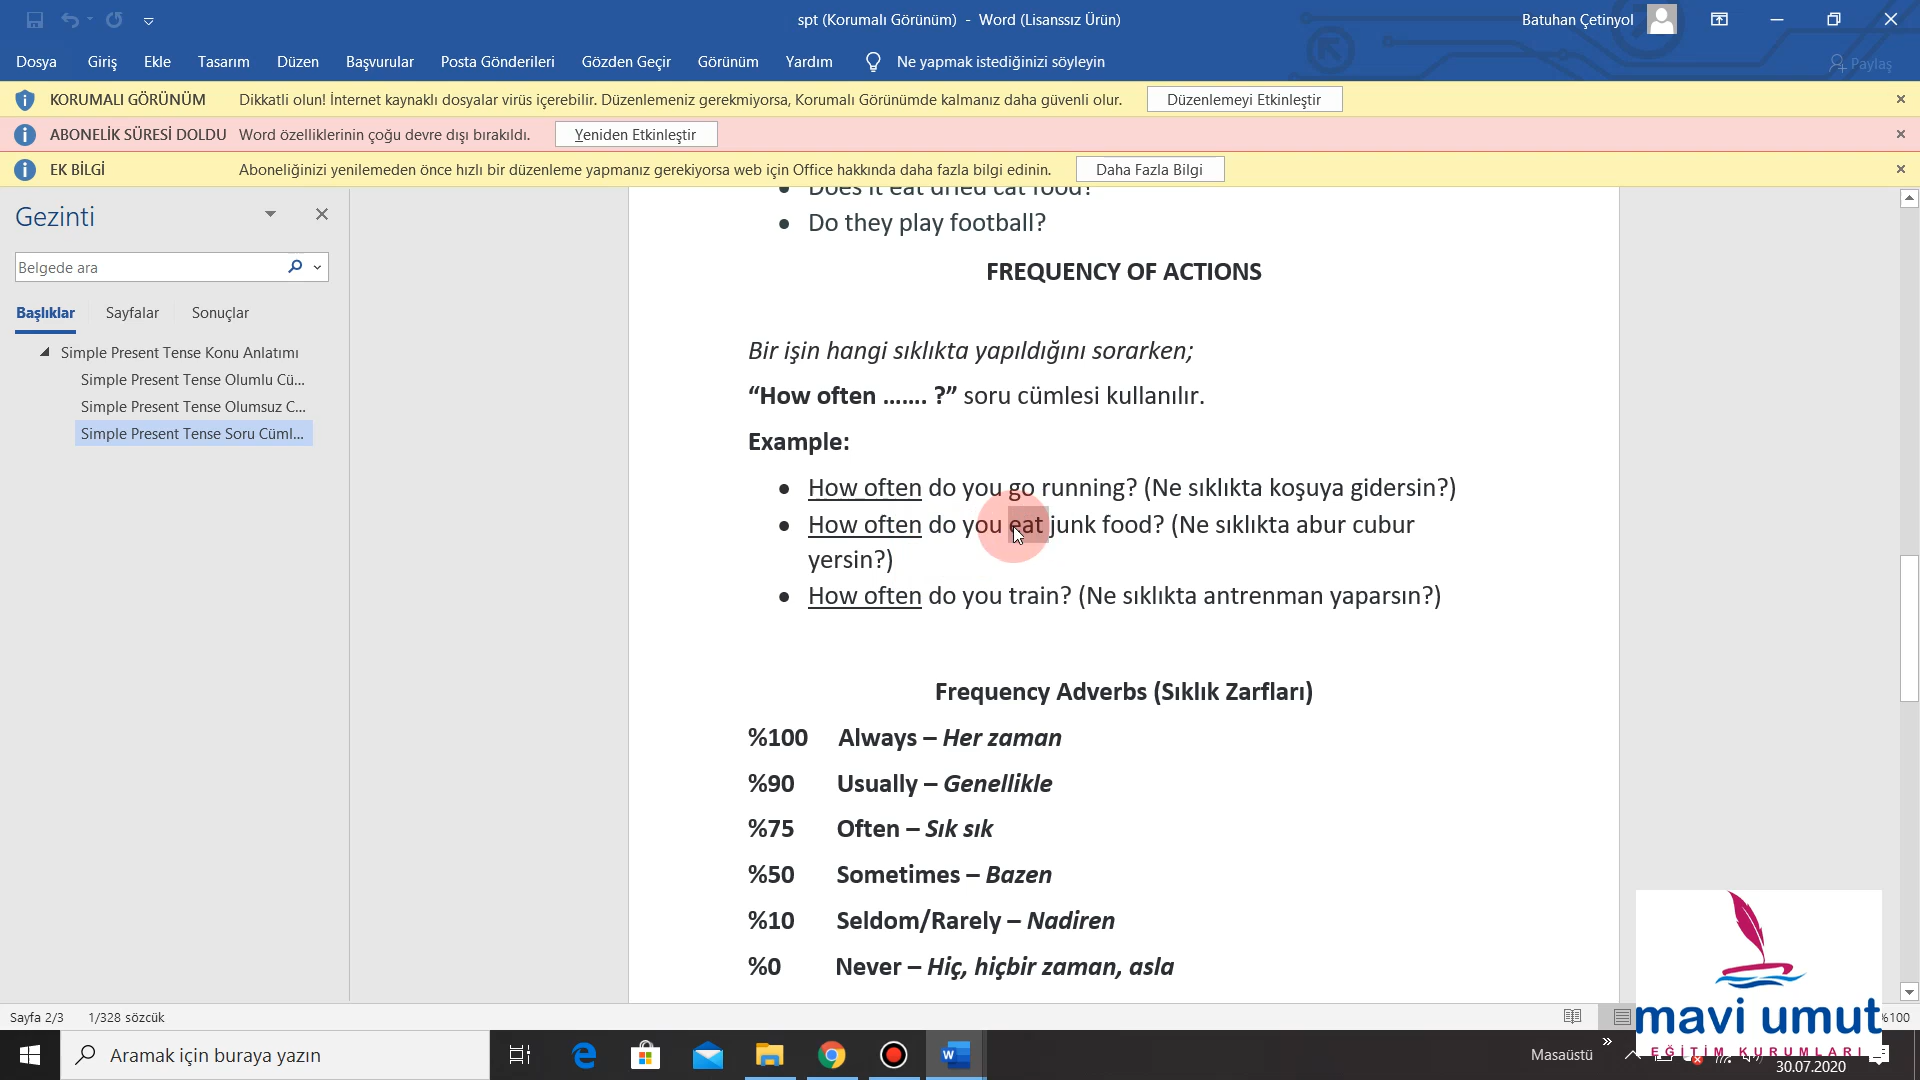 spt (Korumalı Görünüm) - Word (Lisanssız Ürün)
Batuhan Çetinyol
Dosya Giriş Ekle Tasarım Düzen Başvurular Posta Gönderileri Gözden Geçir Görünüm Yardım Ne yapmak istediğinizi söyleyin
Paylaş
KORUMALI GÖRÜNÜM Dikkatli olun! İnternet kaynaklı dosyalar virüs içerebilir. Düzenlemeniz gerekmiyorsa, Korumalı Görünümde kalmanız daha güvenli olur. Düzenlemeyi Etkinleştir
ABONELİK SÜRESİ DOLDU Word özelliklerinin çoğu devre dışı bırakıldı. Yeniden Etkinleştir
EK BİLGİ Aboneliğinizi yenilemeden önce hızlı bir düzenleme yapmanız gerekiyorsa web için Office hakkında daha fazla bilgi edinin. Daha Fazla Bilgi
Gezinti
Belgede ara
Başlıklar Sayfalar Sonuçlar
Simple Present Tense Konu Anlatımı
Simple Present Tense Olumlu Cü...
Simple Present Tense Olumsuz C...
Simple Present Tense Soru Cüml...
Does it eat dried cat food?
• Do they play football?
FREQUENCY OF ACTIONS
Bir işin hangi sıklıkta yapıldığını sorarken;
“How often ....... ?” soru cümlesi kullanılır.
Example:
• How often do you go running? (Ne sıklıkta koşuya gidersin?)
• How often do you eat junk food? (Ne sıklıkta abur cubur
yersin?)
• How often do you train? (Ne sıklıkta antrenman yaparsın?)
Frequency Adverbs (Sıklık Zarfları)
%100 Always – Her zaman
%90 Usually – Genellikle
%75 Often – Sık sık
%50 Sometimes – Bazen
%10 Seldom/Rarely – Nadiren
%0 Never – Hiç, hiçbir zaman, asla
mavi umut
EĞİTİM KURUMLARI
Sayfa 2/3 1/328 sözcük
%100
Aramak için buraya yazın
Masaüstü
30.07.2020